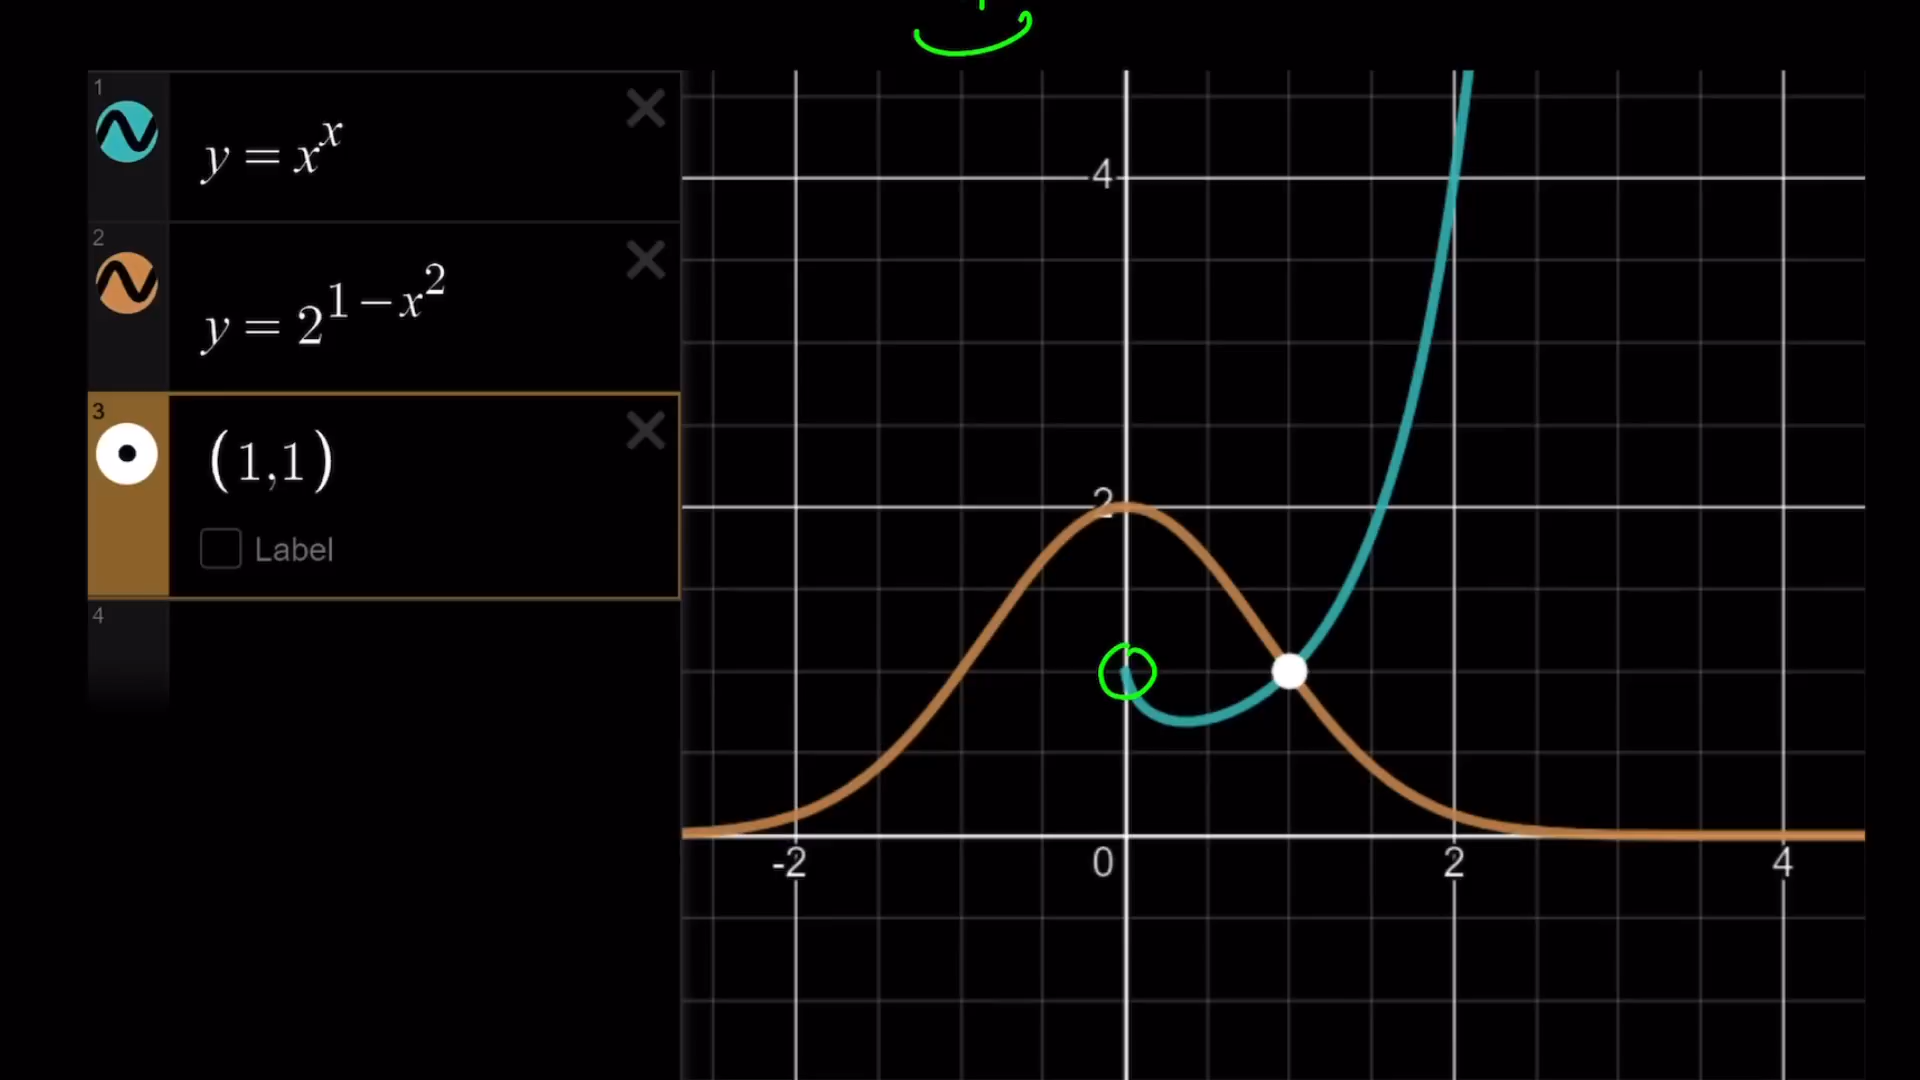 1
y = x^x
2
y = 2^{1-x^2}
3
(1,1)
Label
4
4
2
-2 0 2 4